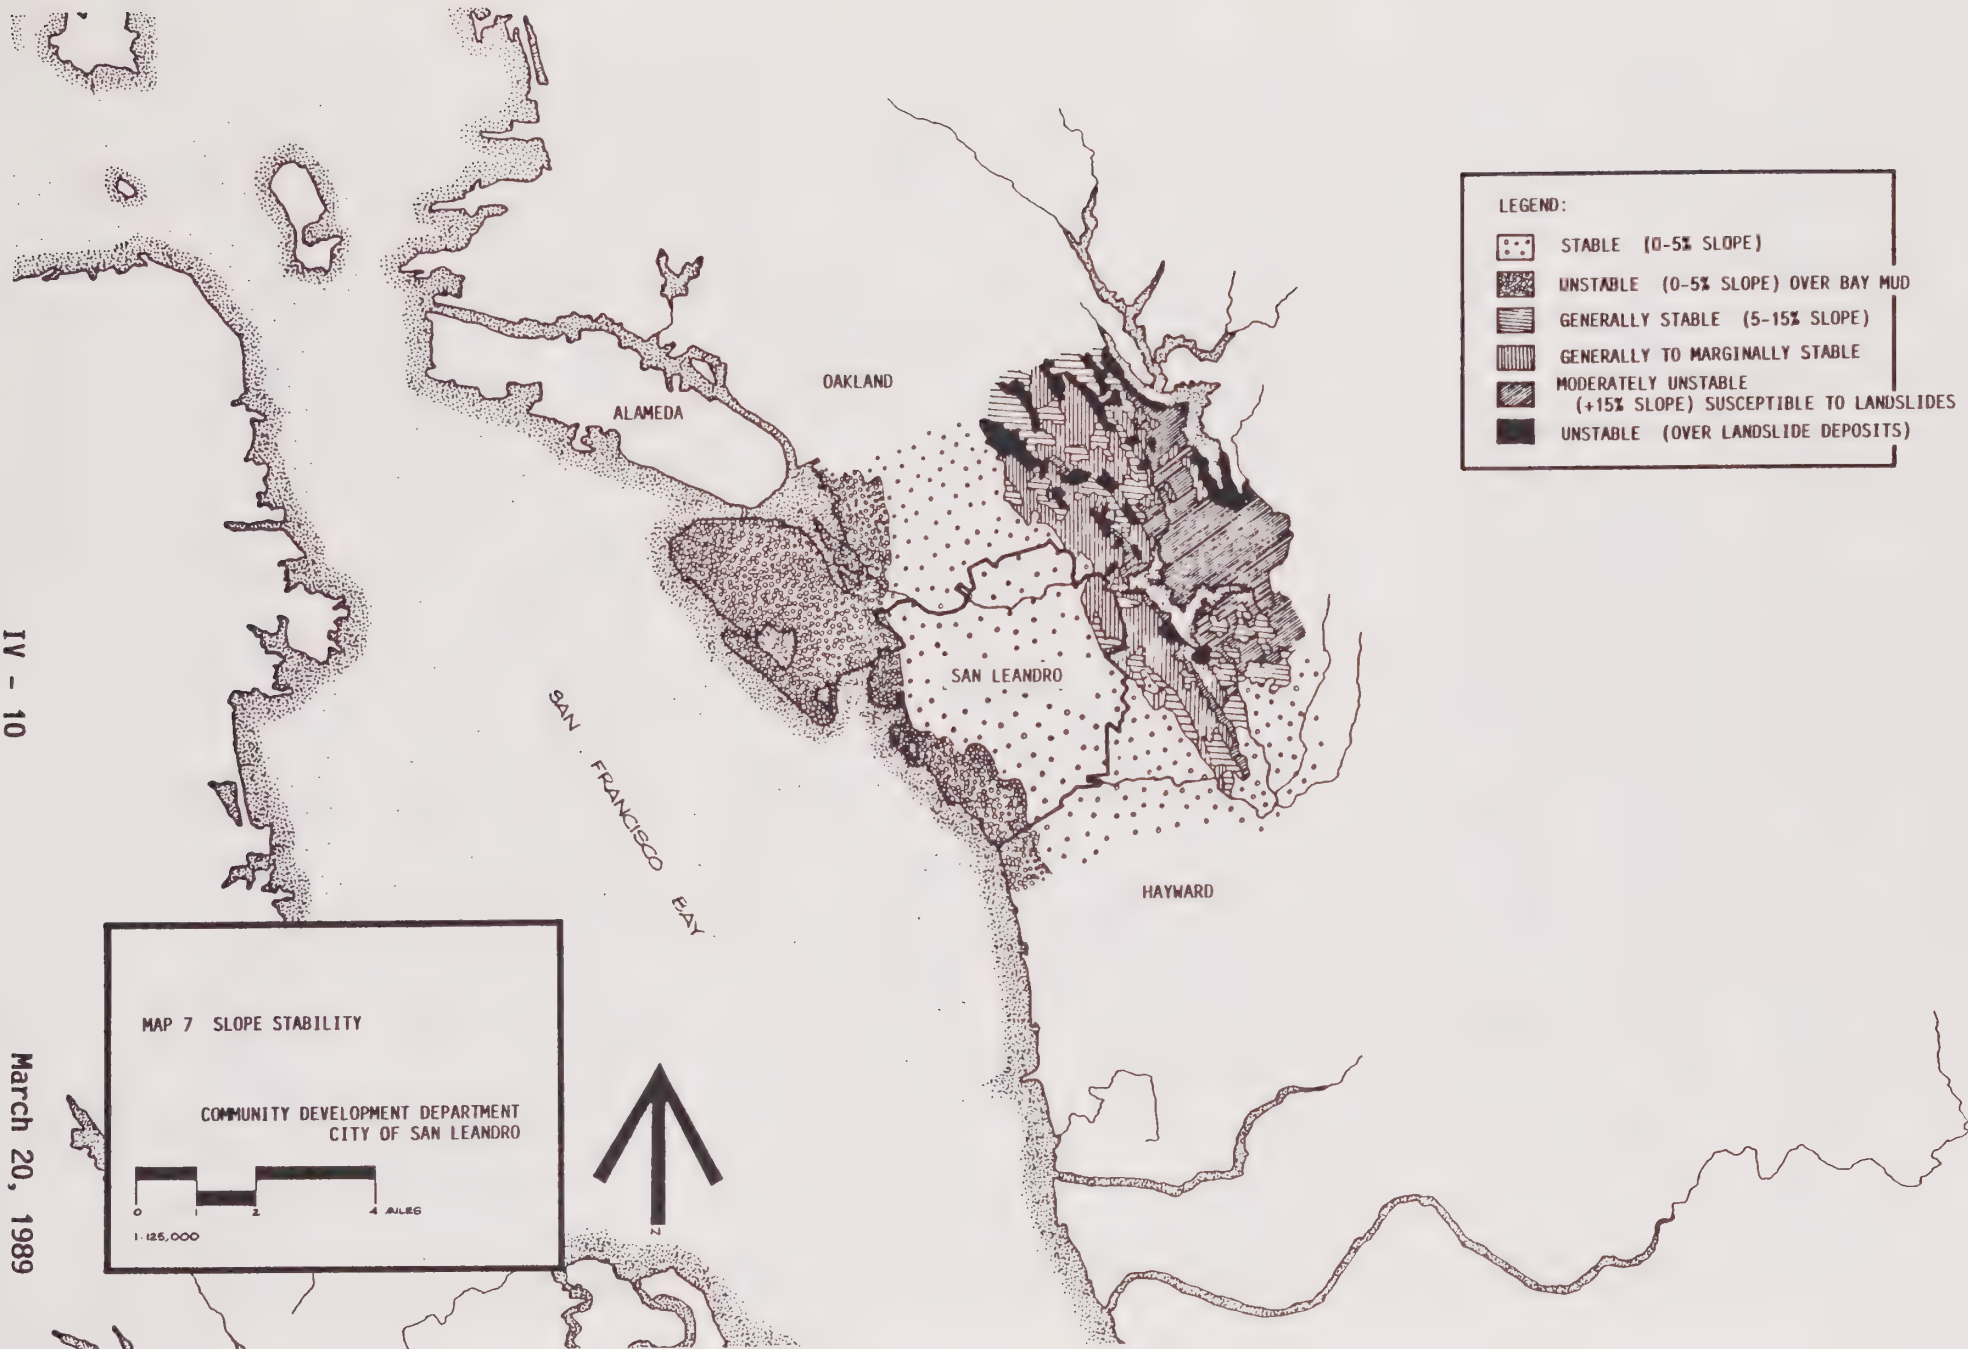 LEGEND:
STABLE (0-5% SLOPE)
UNSTABLE (0-5% SLOPE) OVER BAY MUD
GENERALLY STABLE (5-15% SLOPE)
GENERALLY TO MARGINALLY STABLE
MODERATELY UNSTABLE
(+15% SLOPE) SUSCEPTIBLE TO LANDSLIDES
UNSTABLE (OVER LANDSLIDE DEPOSITS)
OAKLAND
ALAMEDA
SAN LEANDRO
SAN FRANCISCO BAY
HAYWARD
MAP 7 SLOPE STABILITY
COMMUNITY DEVELOPMENT DEPARTMENT
CITY OF SAN LEANDRO
0 1 2 4 MILES
1:125,000
N
IV - 10
March 20, 1989